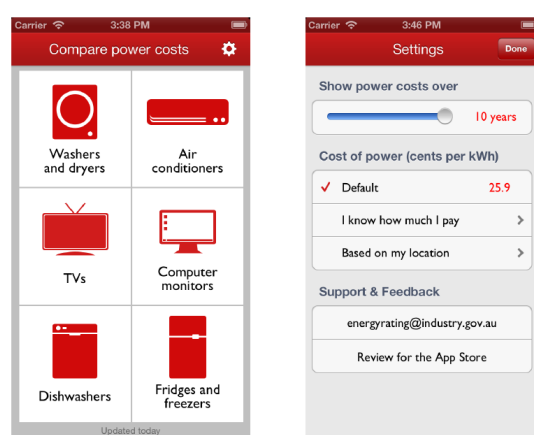 Carrier 3:38 PM
Compare power costs
Washers
and dryers
Air
conditioners
TVs
Computer
monitors
Dishwashers
Fridges and
freezers
Updated today
Carrier 3:46 PM
Settings Done
Show power costs over
10 years
Cost of power (cents per kWh)
Default 25.9
I know how much I pay
Based on my location
Support & Feedback
energyrating@industry.gov.au
Review for the App Store